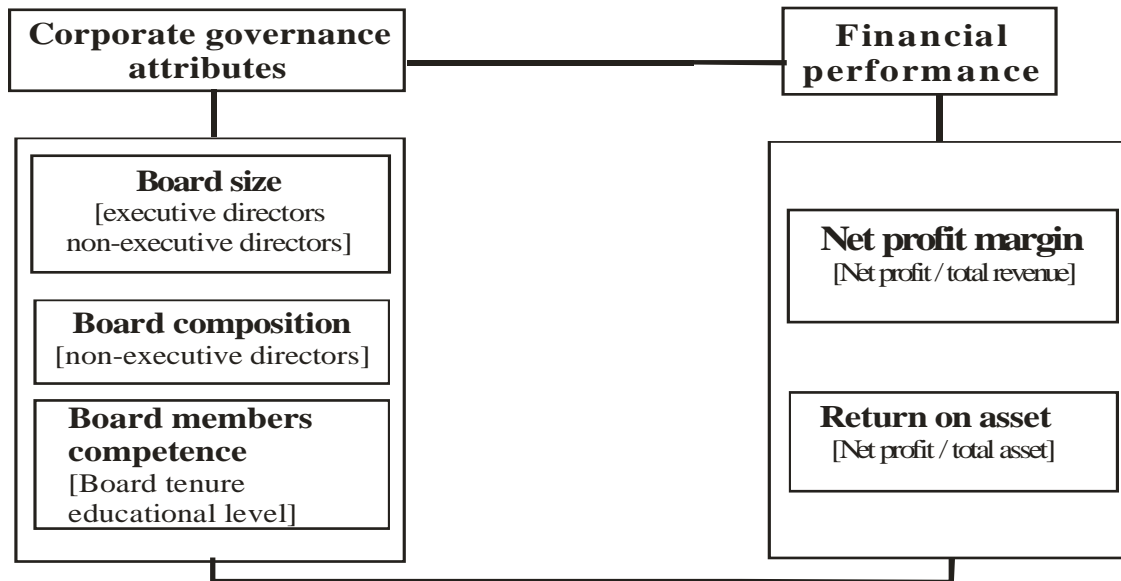 Corporate governance
attributes
Financial
performance
Board size
[executive directors
non-executive directors]
Board composition
[non-executive directors]
Board members
competence
[Board tenure
educational level]
Net profit margin
[Net profit / total revenue]
Return on asset
[Net profit / total asset]